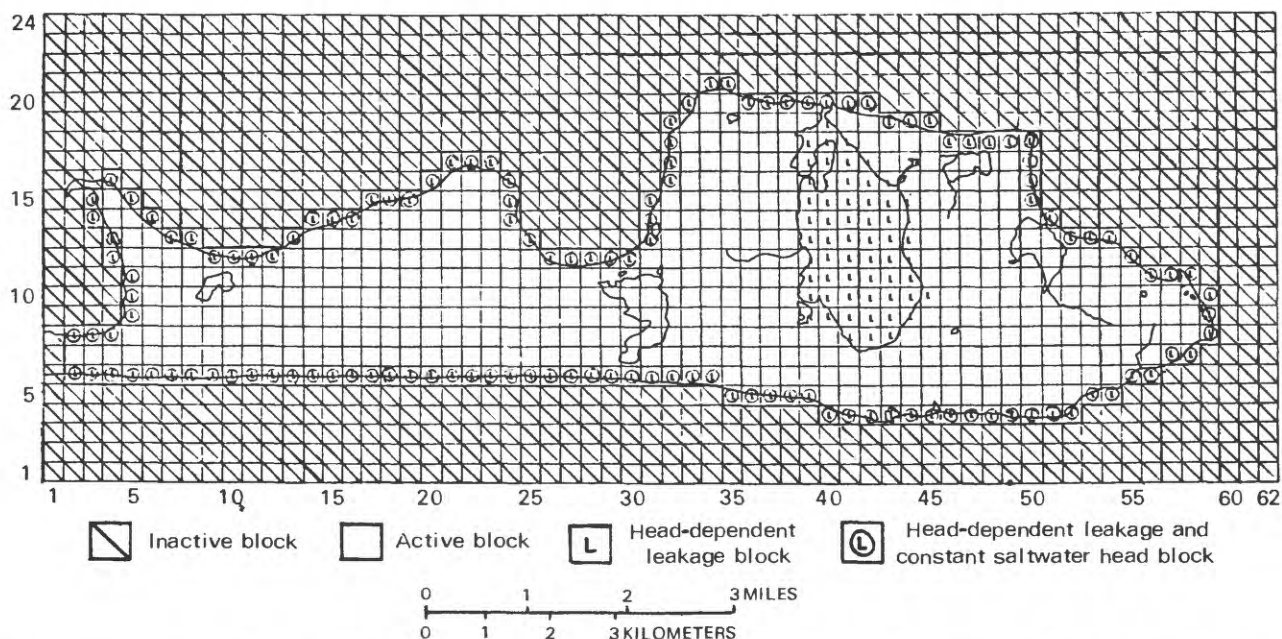 24
20
15
10
5
1
1 5 10 15 20 25 30 35 40 45 50 55 60 62
Inactive block
Active block
L
Head-dependent
leakage block
L
Head-dependent leakage and
constant saltwater head block
0 1 2 3 MILES
0 1 2 3 KILOMETERS